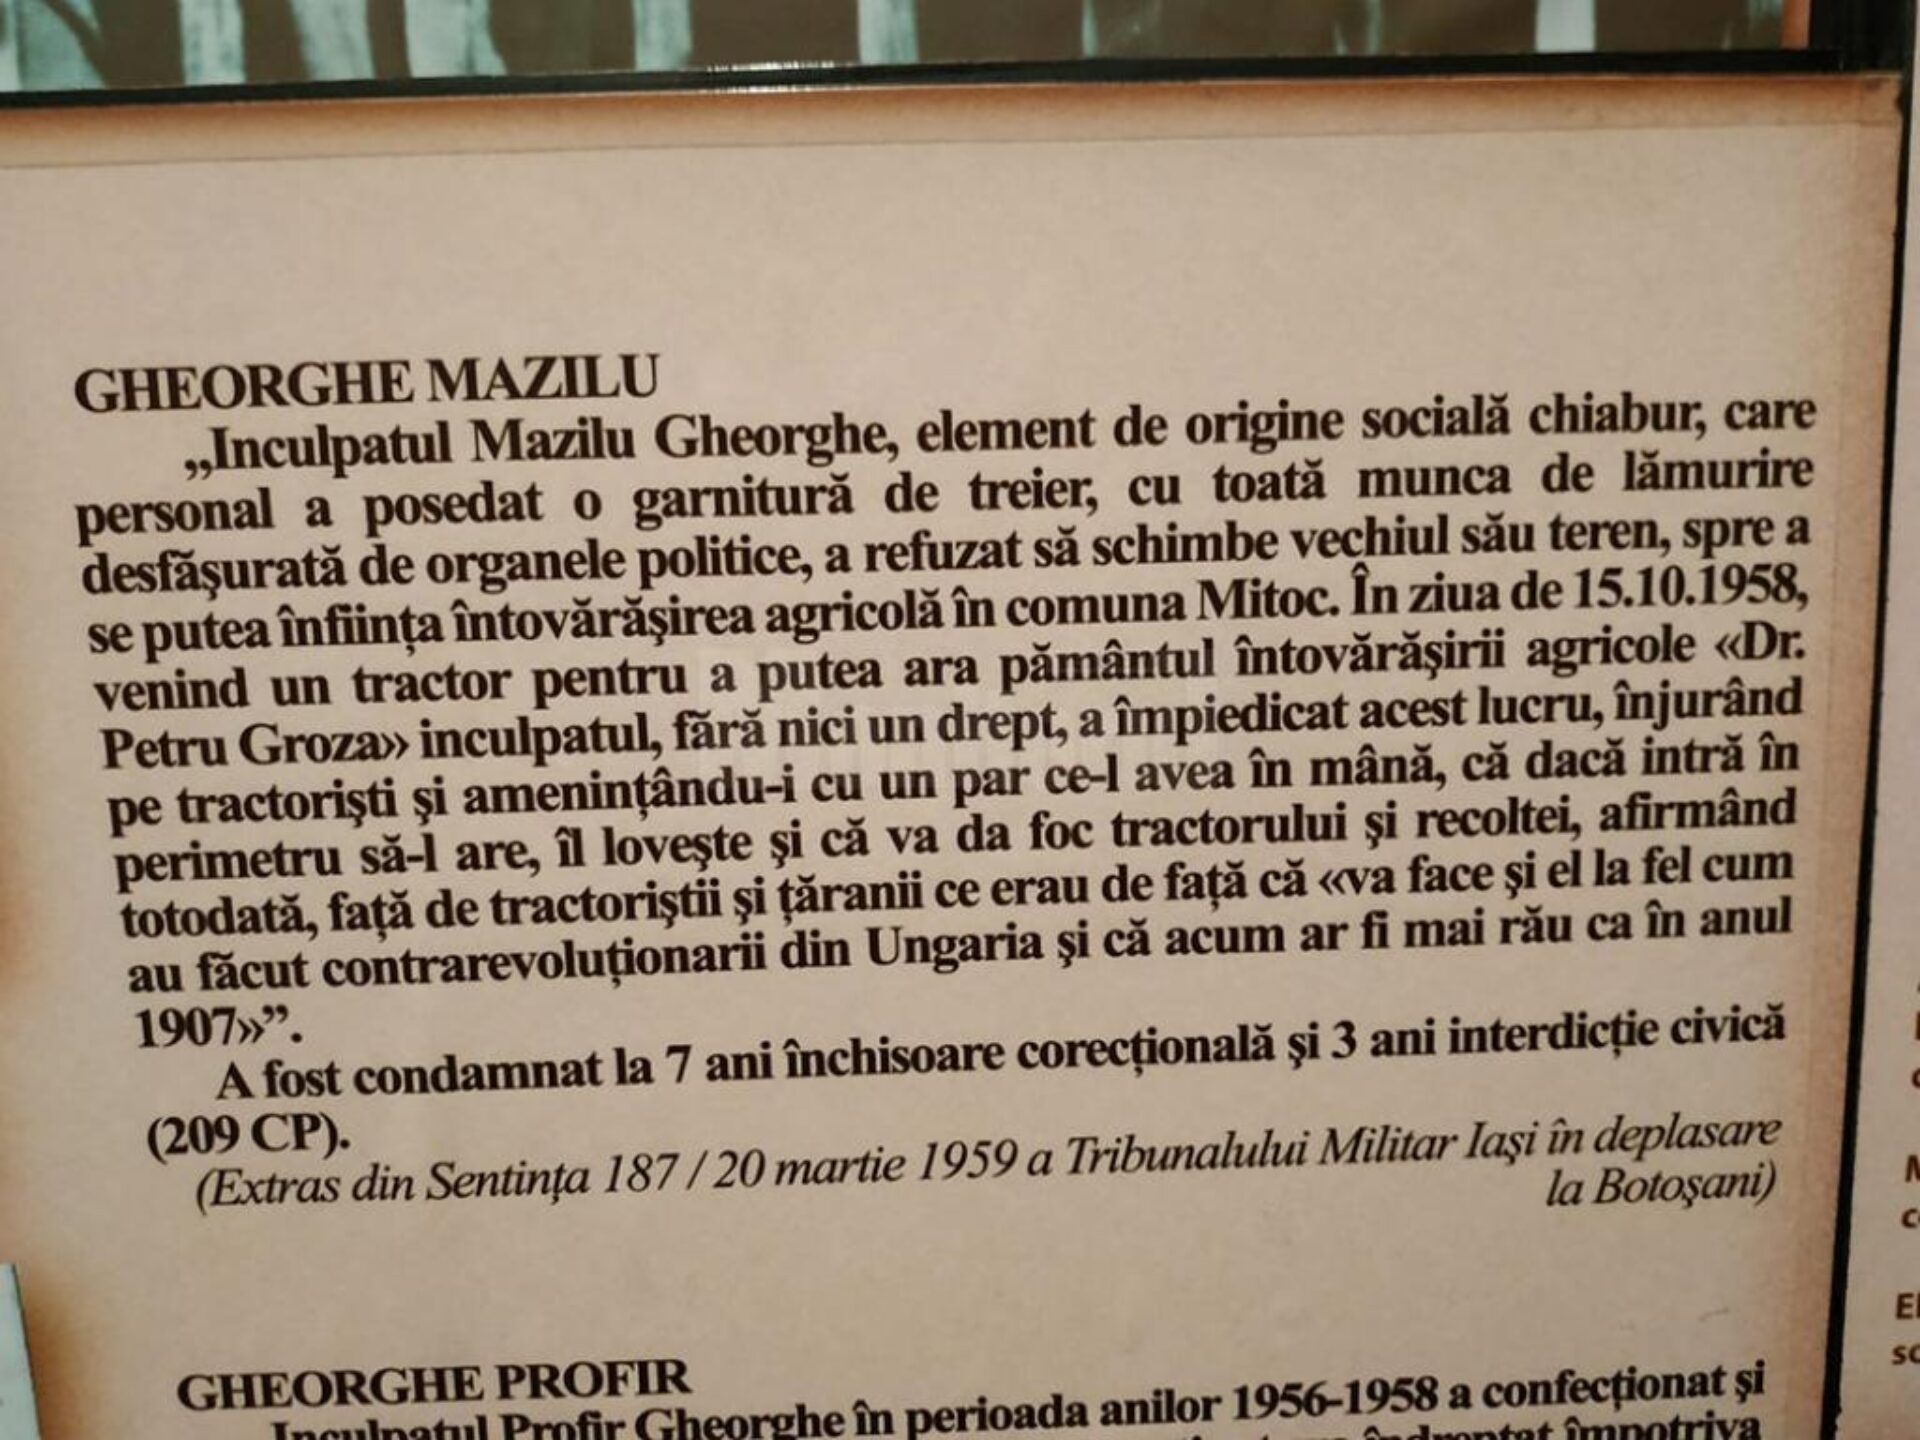 GHEORGHE MAZILU
„Inculpatul Mazilu Gheorghe, element de origine socială chiabur, care
personal a posedat o garnitură de treier, cu toată munca de lămurire
desfăşurată de organele politice, a refuzat să schimbe vechiul său teren, spre a
se putea înfiinţa întovărăşirea agricolă în comuna Mitoc. În ziua de 15.10.1958,
venind un tractor pentru a putea ara pământul întovărăşirii agricole «Dr.
Petru Groza» inculpatul, fără nici un drept, a împiedicat acest lucru, înjurând
pe tractorişti şi ameninţându-i cu un par ce-l avea în mână, că dacă intră în
perimetru să-l are, îl loveşte şi că va da foc tractorului şi recoltei, afirmând
totodată, faţă de tractoriştii şi ţăranii ce erau de faţă că «va face şi el la fel cum
au făcut contrarevoluţionarii din Ungaria şi că acum ar fi mai rău ca în anul
1907»”.
A fost condamnat la 7 ani închisoare corecţională şi 3 ani interdicţie civică
(209 CP).
(Extras din Sentinţa 187 / 20 martie 1959 a Tribunalului Militar Iaşi în deplasare
la Botoşani)
GHEORGHE PROFIR
Inculpatul Profir Gheorghe în perioada anilor 1956-1958 a confecţionat şi
îndreptat împotriva